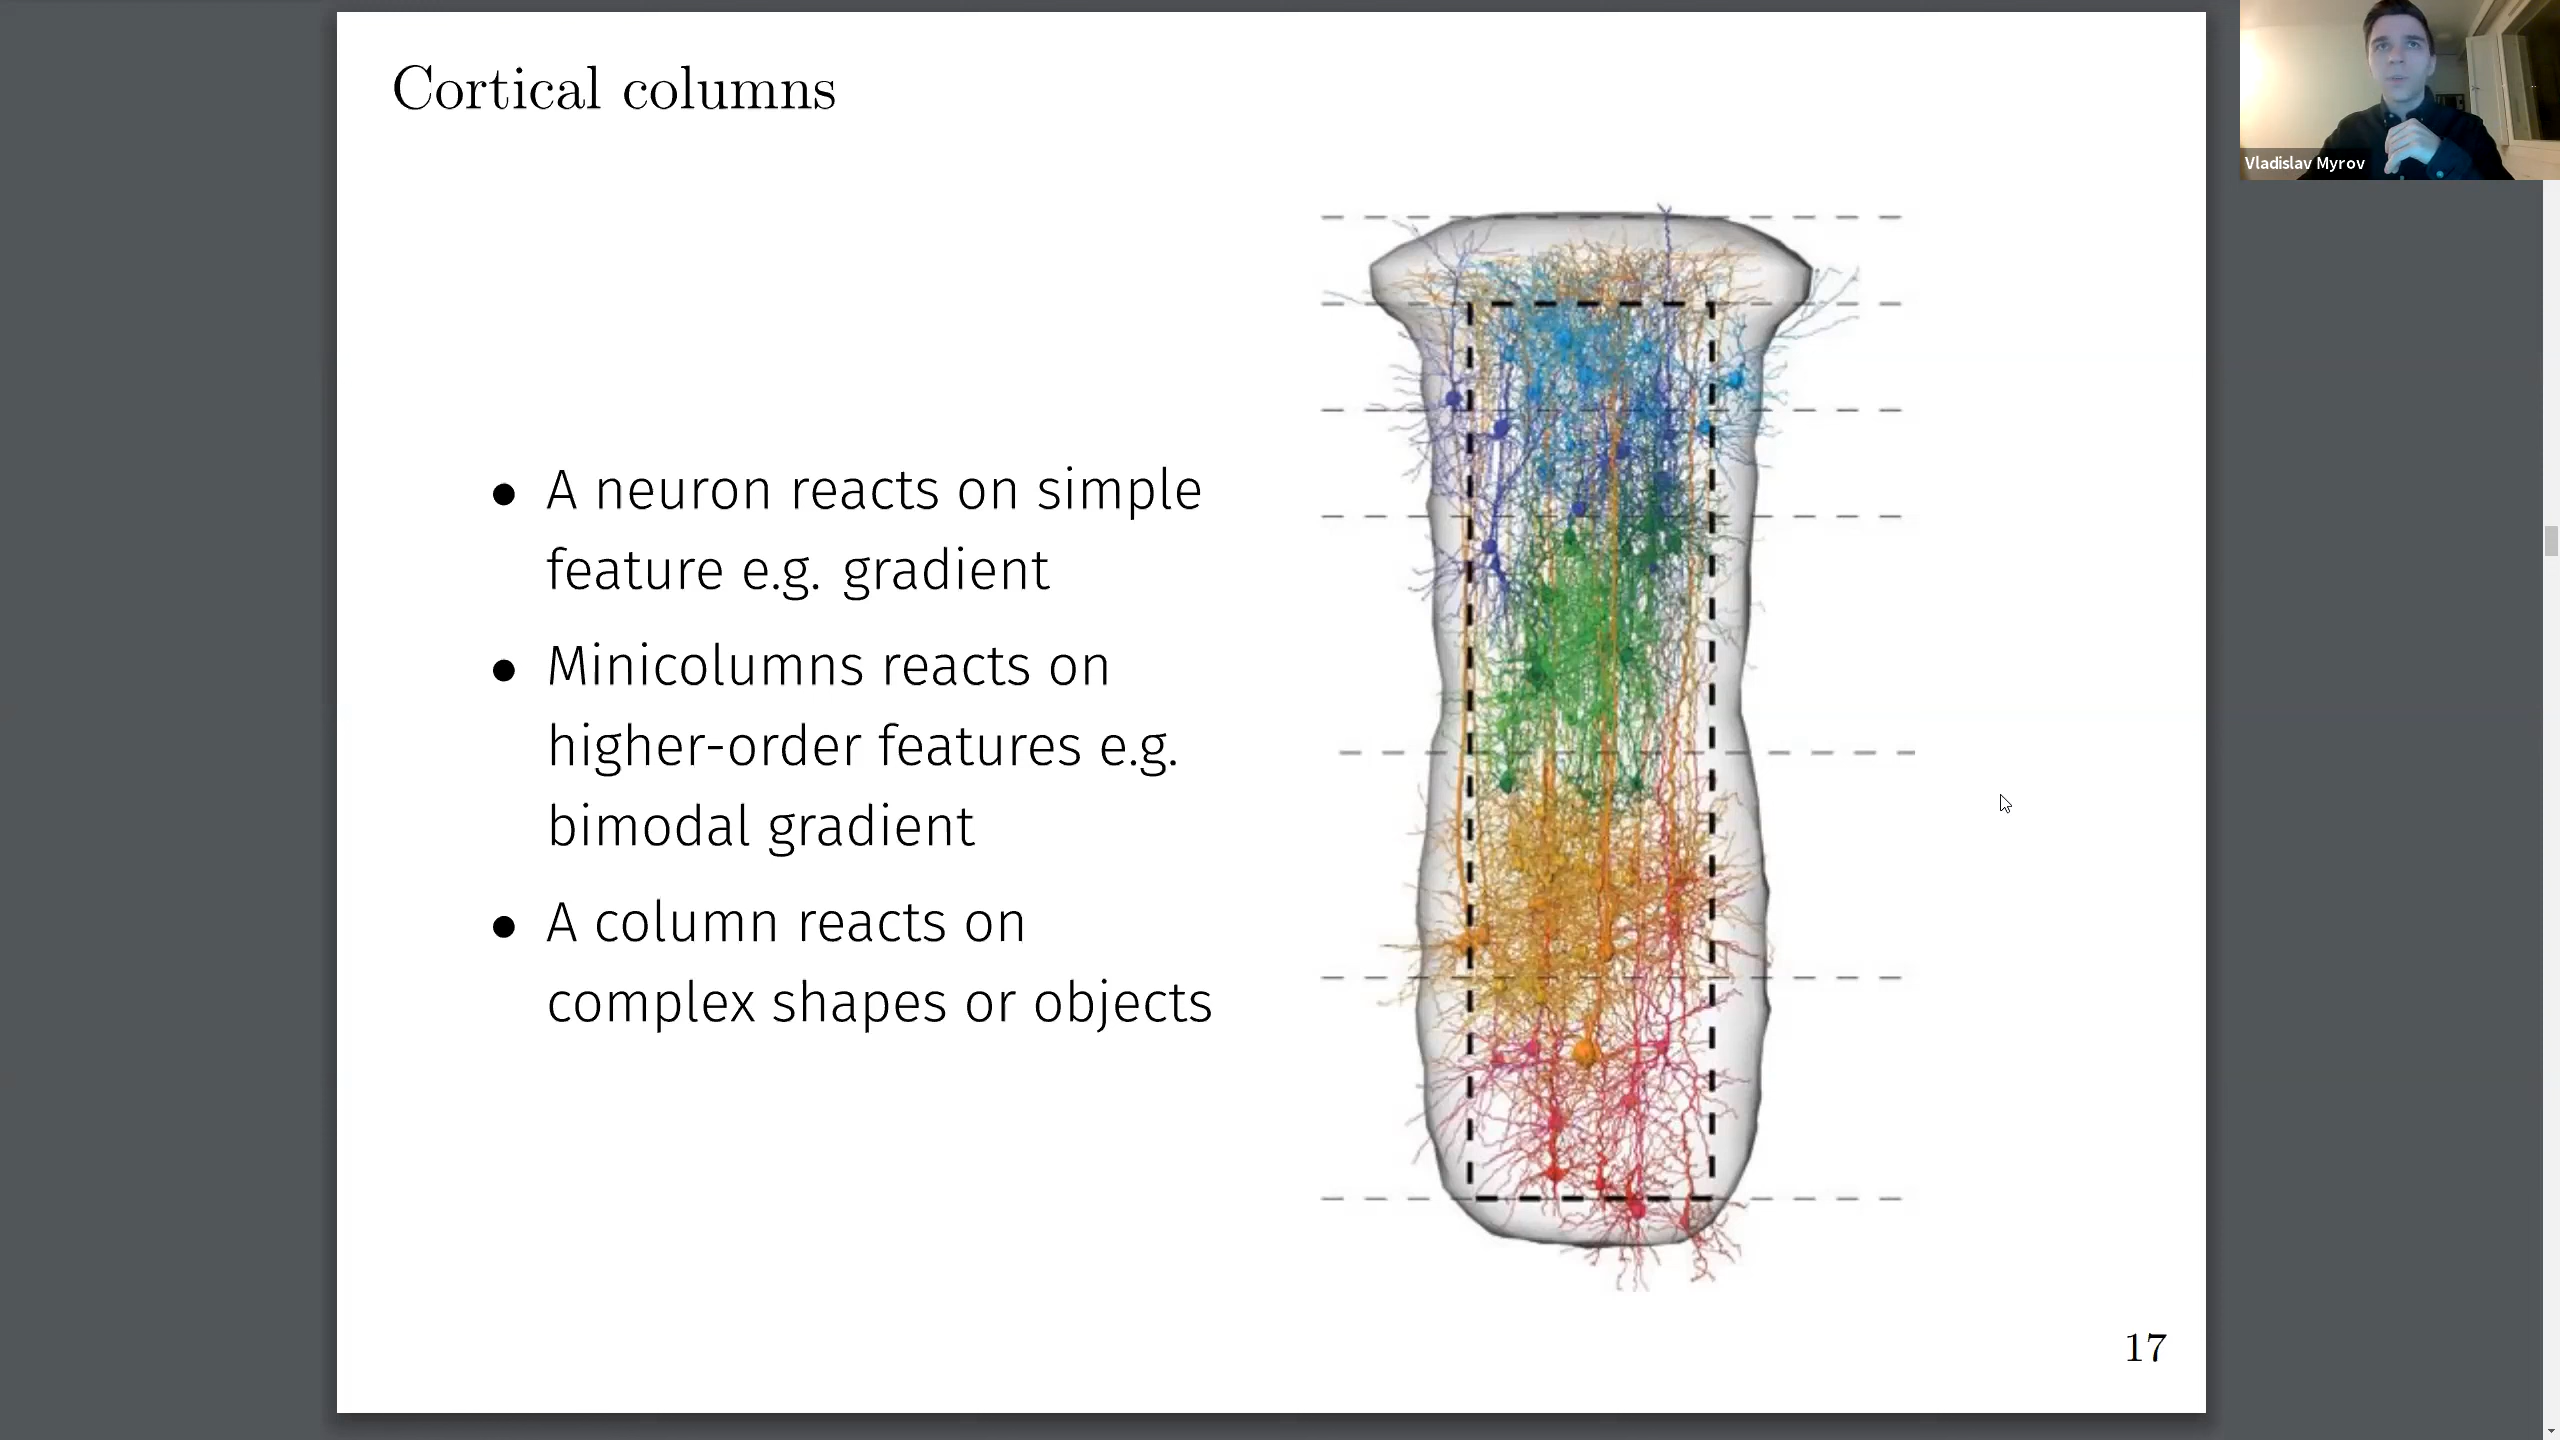 Cortical columns
Vladislav Myrov
• A neuron reacts on simple
feature e.g. gradient
• Minicolumns reacts on
higher-order features e.g.
bimodal gradient
• A column reacts on
complex shapes or objects
17